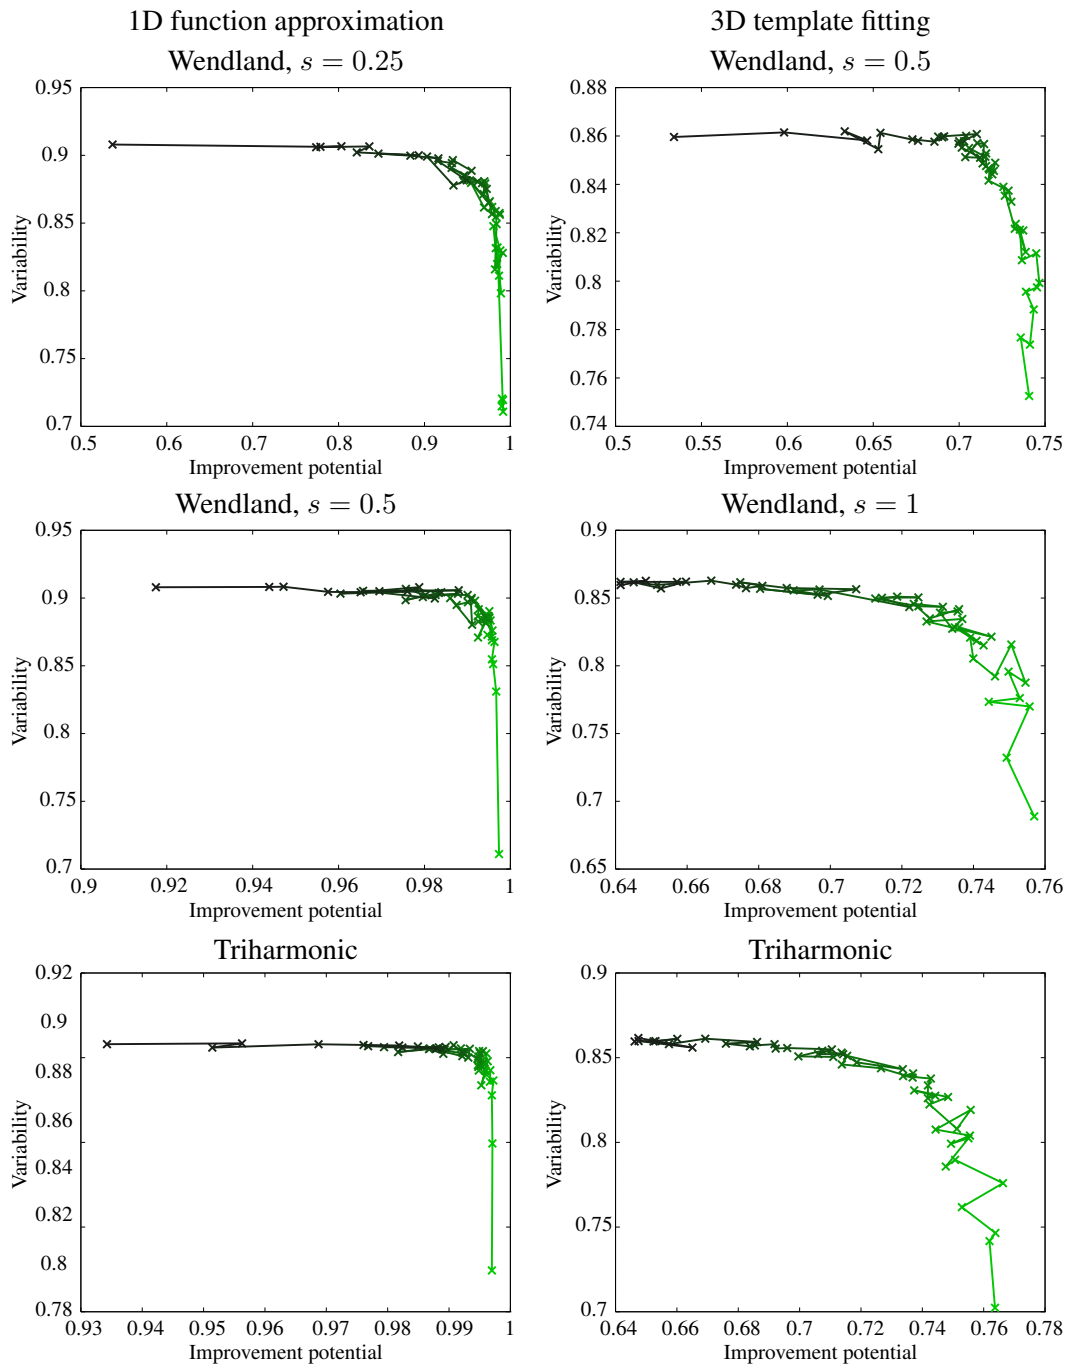 1D function approximation
3D template fitting
Wendland, s = 0.25
Wendland, s = 0.5
0.95
0.9
0.85
0.8
0.75
0.7
Variability
0.5 0.6 0.7 0.8 0.9 1
Improvement potential
0.88
0.86
0.84
0.82
0.8
0.78
0.76
0.74
Variability
0.5 0.55 0.6 0.65 0.7 0.75
Improvement potential
Wendland, s = 0.5
Wendland, s = 1
0.95
0.9
0.85
0.8
0.75
0.7
Variability
0.9 0.92 0.94 0.96 0.98 1
Improvement potential
0.9
0.85
0.8
0.75
0.7
0.65
Variability
0.64 0.66 0.68 0.7 0.72 0.74 0.76
Improvement potential
Triharmonic
Triharmonic
0.92
0.9
0.88
0.86
0.84
0.82
0.8
0.78
Variability
0.93 0.94 0.95 0.96 0.97 0.98 0.99 1
Improvement potential
0.9
0.85
0.8
0.75
0.7
Variability
0.64 0.66 0.68 0.7 0.72 0.74 0.76 0.78
Improvement potential